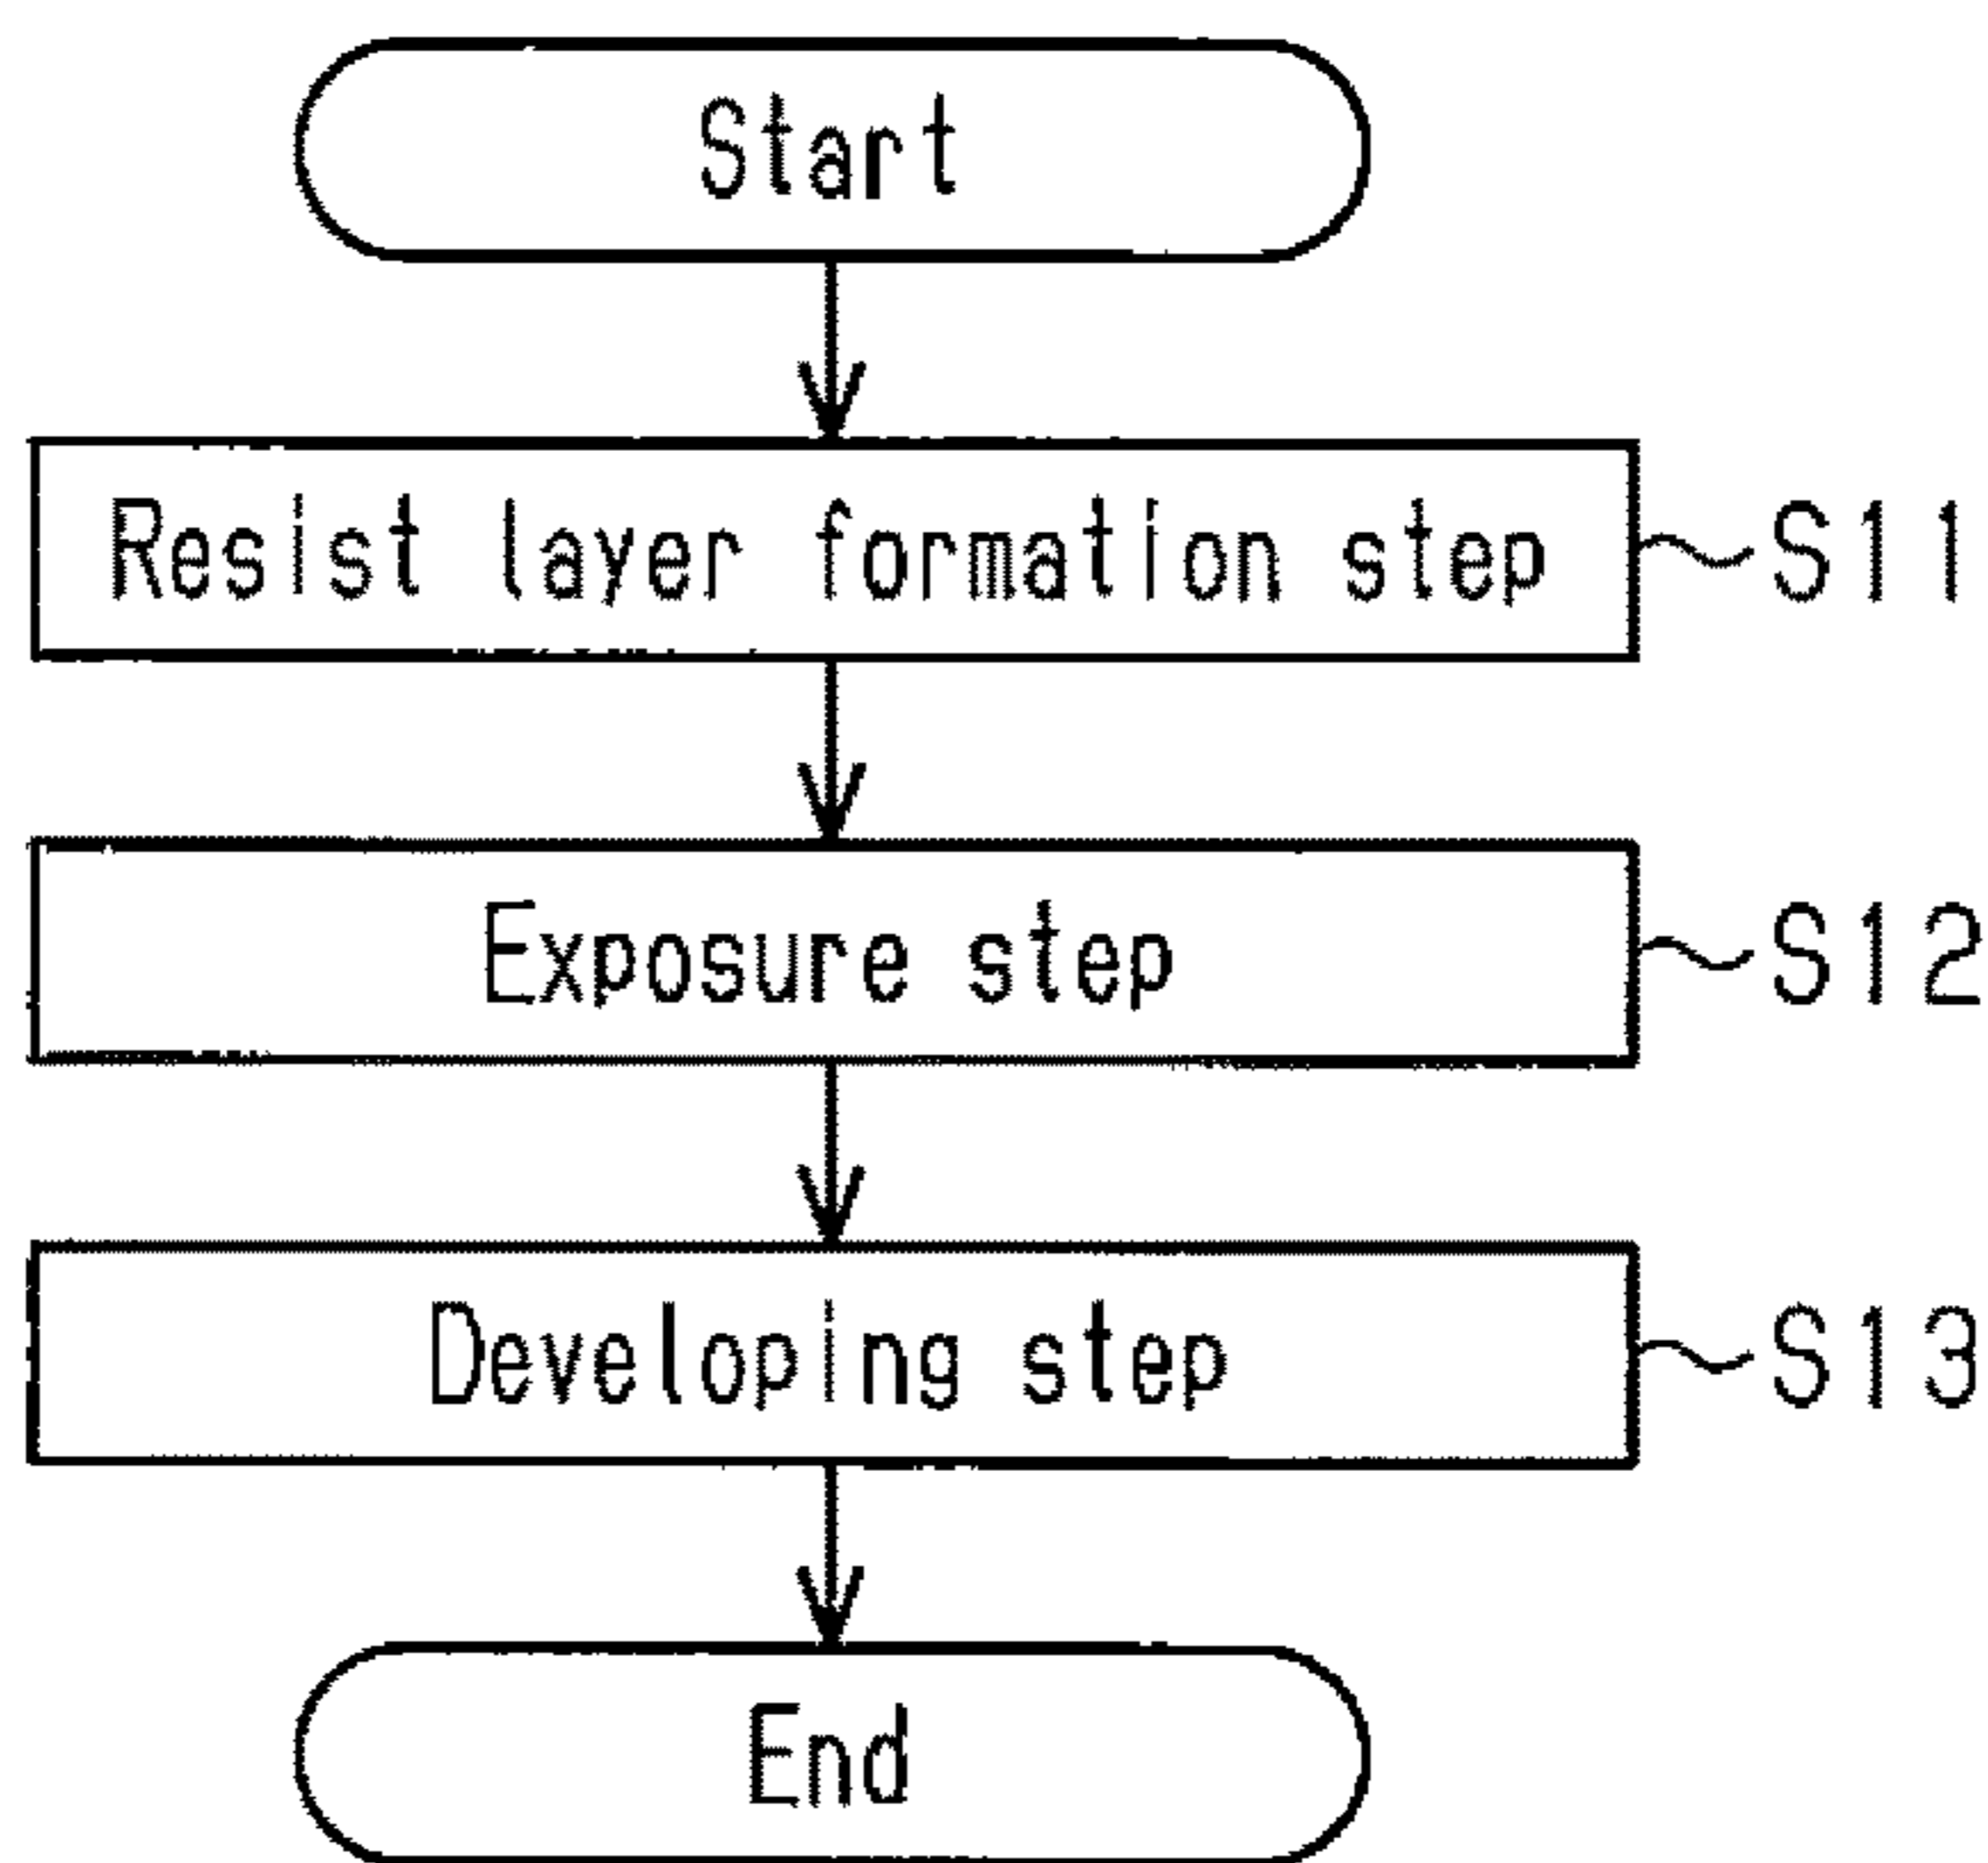 Start
Resist layer formation step S11
Exposure step S12
Developing step S13
End